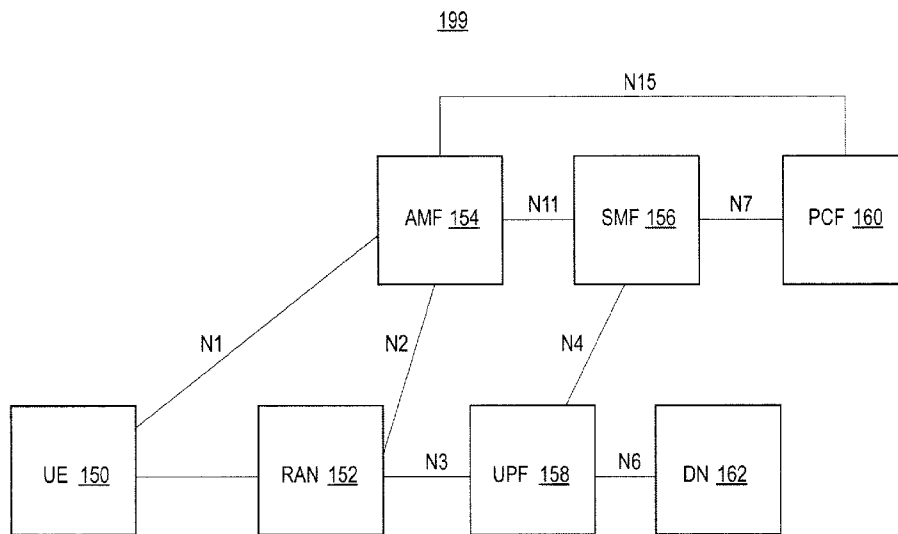 199
N15
AMF 154
N11
SMF 156
N7
PCF 160
N1
N2
N4
UE 150
RAN 152
N3
UPF 158
N6
DN 162